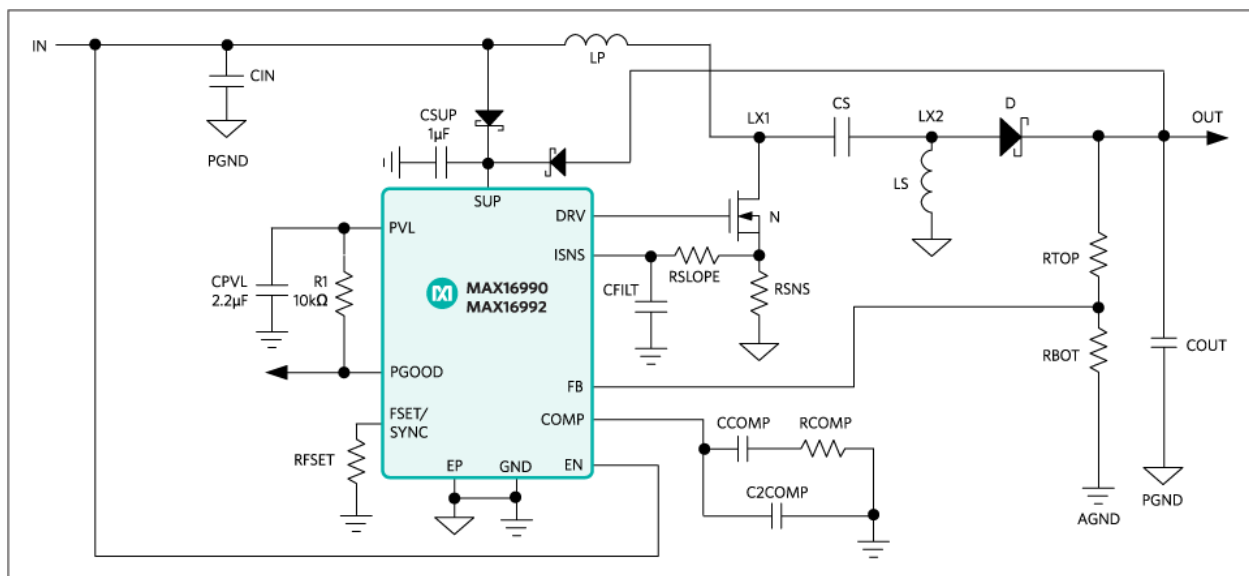 IN
LP
CIN
CSUP
1µF
LX1
CS
LX2
D
OUT
PGND
SUP
LS
DRV
N
PVL
ISNS
RSLOPE
RTOP
CPVL
2.2µF
R1
10kΩ
MAX16990
MAX16992
CFILT
RSNS
RBOT
COUT
PGOOD
FB
FSET/
SYNC
COMP
CCOMP
RCOMP
RFSET
EP
GND
EN
C2COMP
AGND
PGND